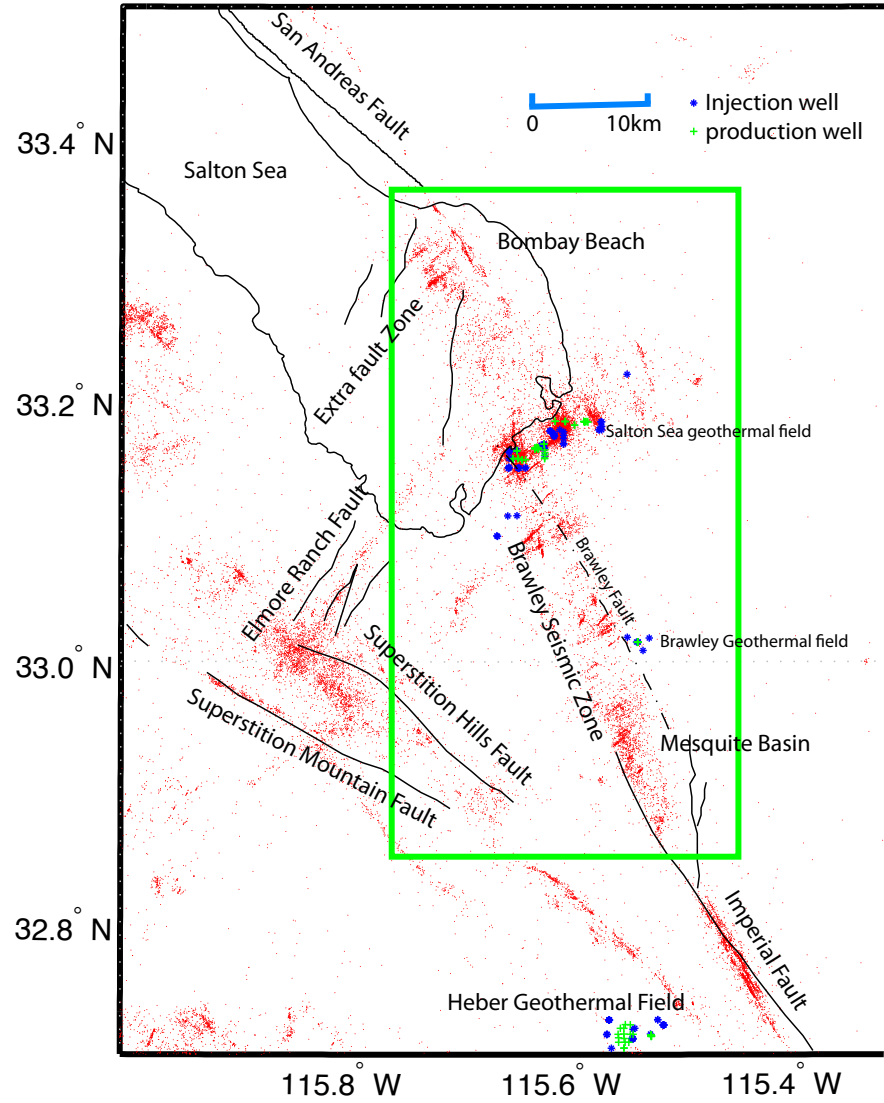 San Andreas Fault
Injection well
0 10km
production well
33.4° N
Salton Sea
Bombay Beach
Extra fault Zone
33.2° N
Salton Sea geothermal field
Elmore Ranch Fault
Brawley Fault
Brawley Seismic Zone
Brawley Geothermal field
33.0° N
Superstition Hills Fault
Superstition Mountain Fault
Mesquite Basin
32.8° N
Imperial Fault
Heber Geothermal Field
115.8° W 115.6° W 115.4° W